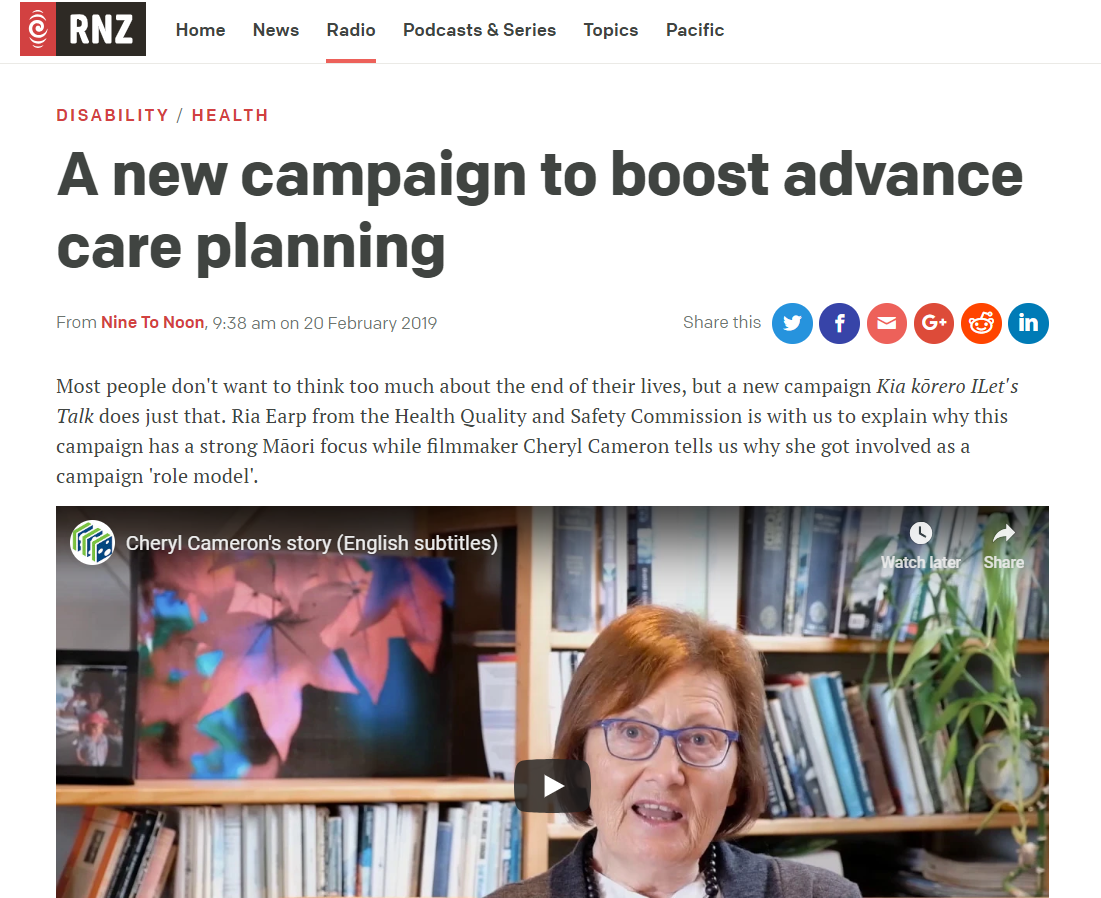 RNZ
Home News Radio Podcasts & Series Topics Pacific
DISABILITY / HEALTH
A new campaign to boost advance
care planning
From Nine To Noon, 9:38 am on 20 February 2019
Share this
G+
in
Most people don't want to think too much about the end of their lives, but a new campaign Kia kōrero ILet's
Talk does just that. Ria Earp from the Health Quality and Safety Commission is with us to explain why this
campaign has a strong Māori focus while filmmaker Cheryl Cameron tells us why she got involved as a
campaign 'role model'.
Cheryl Cameron's story (English subtitles)
Watch later Share